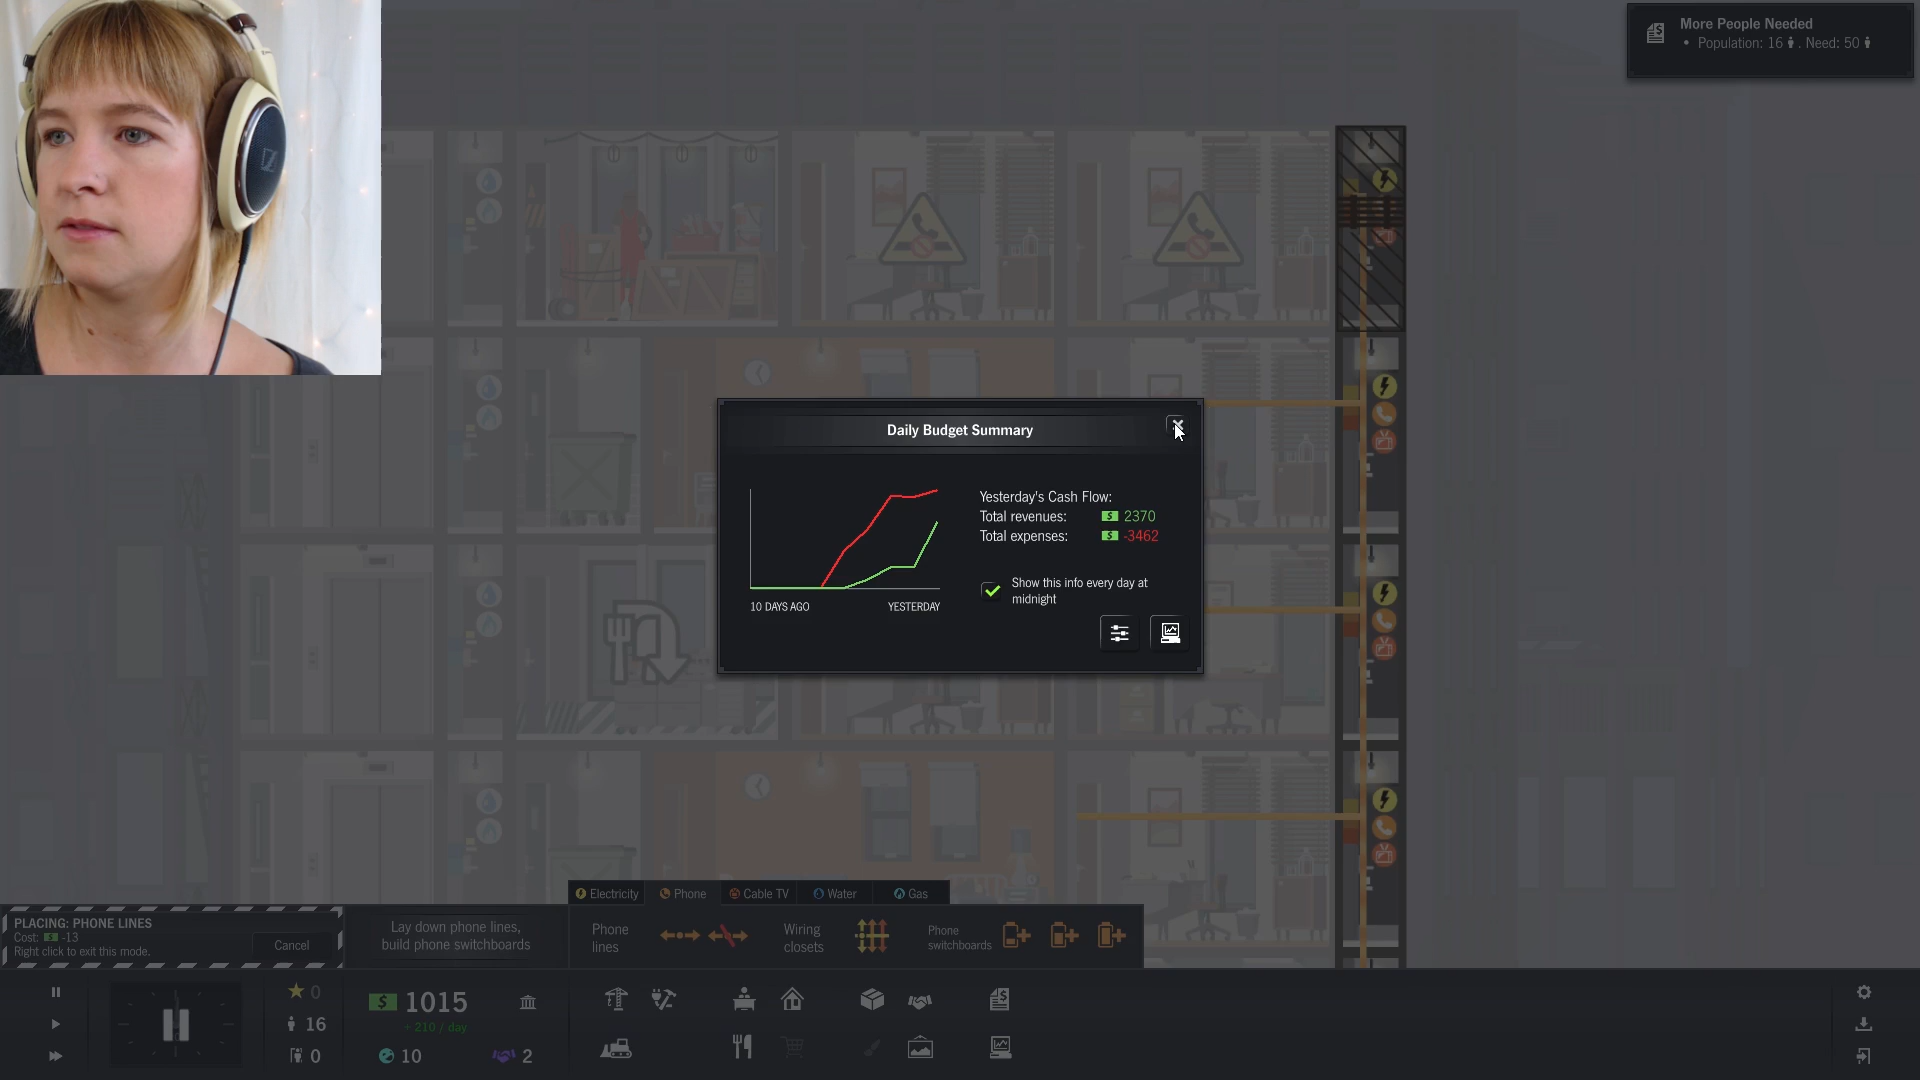 More People Needed
• Population: 16 . Need: 50
Daily Budget Summary
Yesterday's Cash Flow:
Total revenues: 2370
Total expenses: -3462
Show this info every day at
midnight
10 DAYS AGO
YESTERDAY
Electricity
Phone
Cable TV
Water
Gas
PLACING: PHONE LINES
Cost: -13
Right click to exit this mode.
Cancel
Lay down phone lines,
build phone switchboards
Phone
lines
Wiring
closets
Phone
switchboards
0
16
0
1015
+ 210 / day
10
2